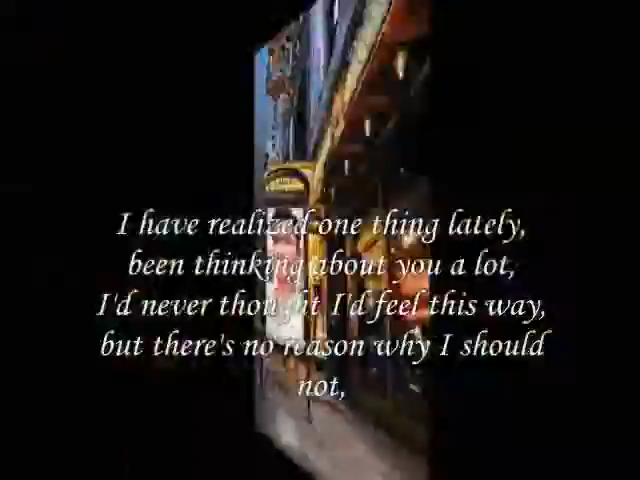 I have realized one thing lately,
been thinking about you a lot,
I'd never thought I'd feel this way,
but there's no reason why I should
not,